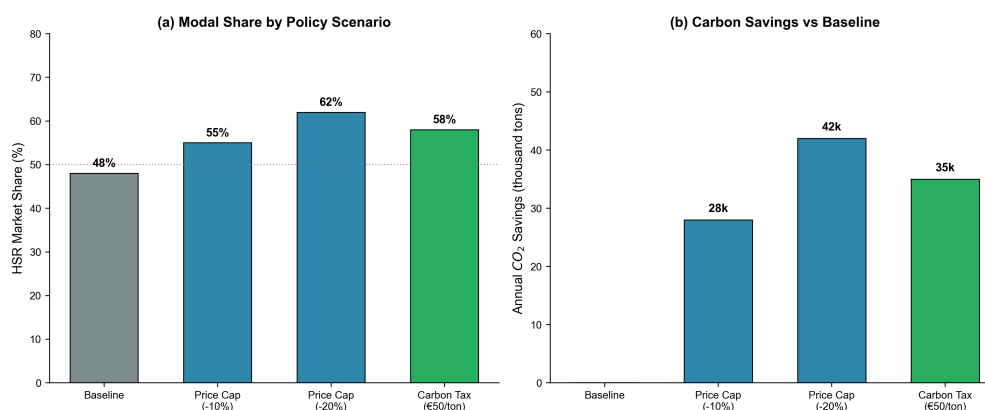 (a) Modal Share by Policy Scenario
HSR Market Share (%)
80
70
60
50
40
30
20
10
0
48%
55%
62%
58%
Baseline
Price Cap
(-10%)
Price Cap
(-20%)
Carbon Tax
(€50/ton)
(b) Carbon Savings vs Baseline
Annual CO₂ Savings (thousand tons)
60
50
40
30
20
10
0
28k
42k
35k
Baseline
Price Cap
(-10%)
Price Cap
(-20%)
Carbon Tax
(€50/ton)